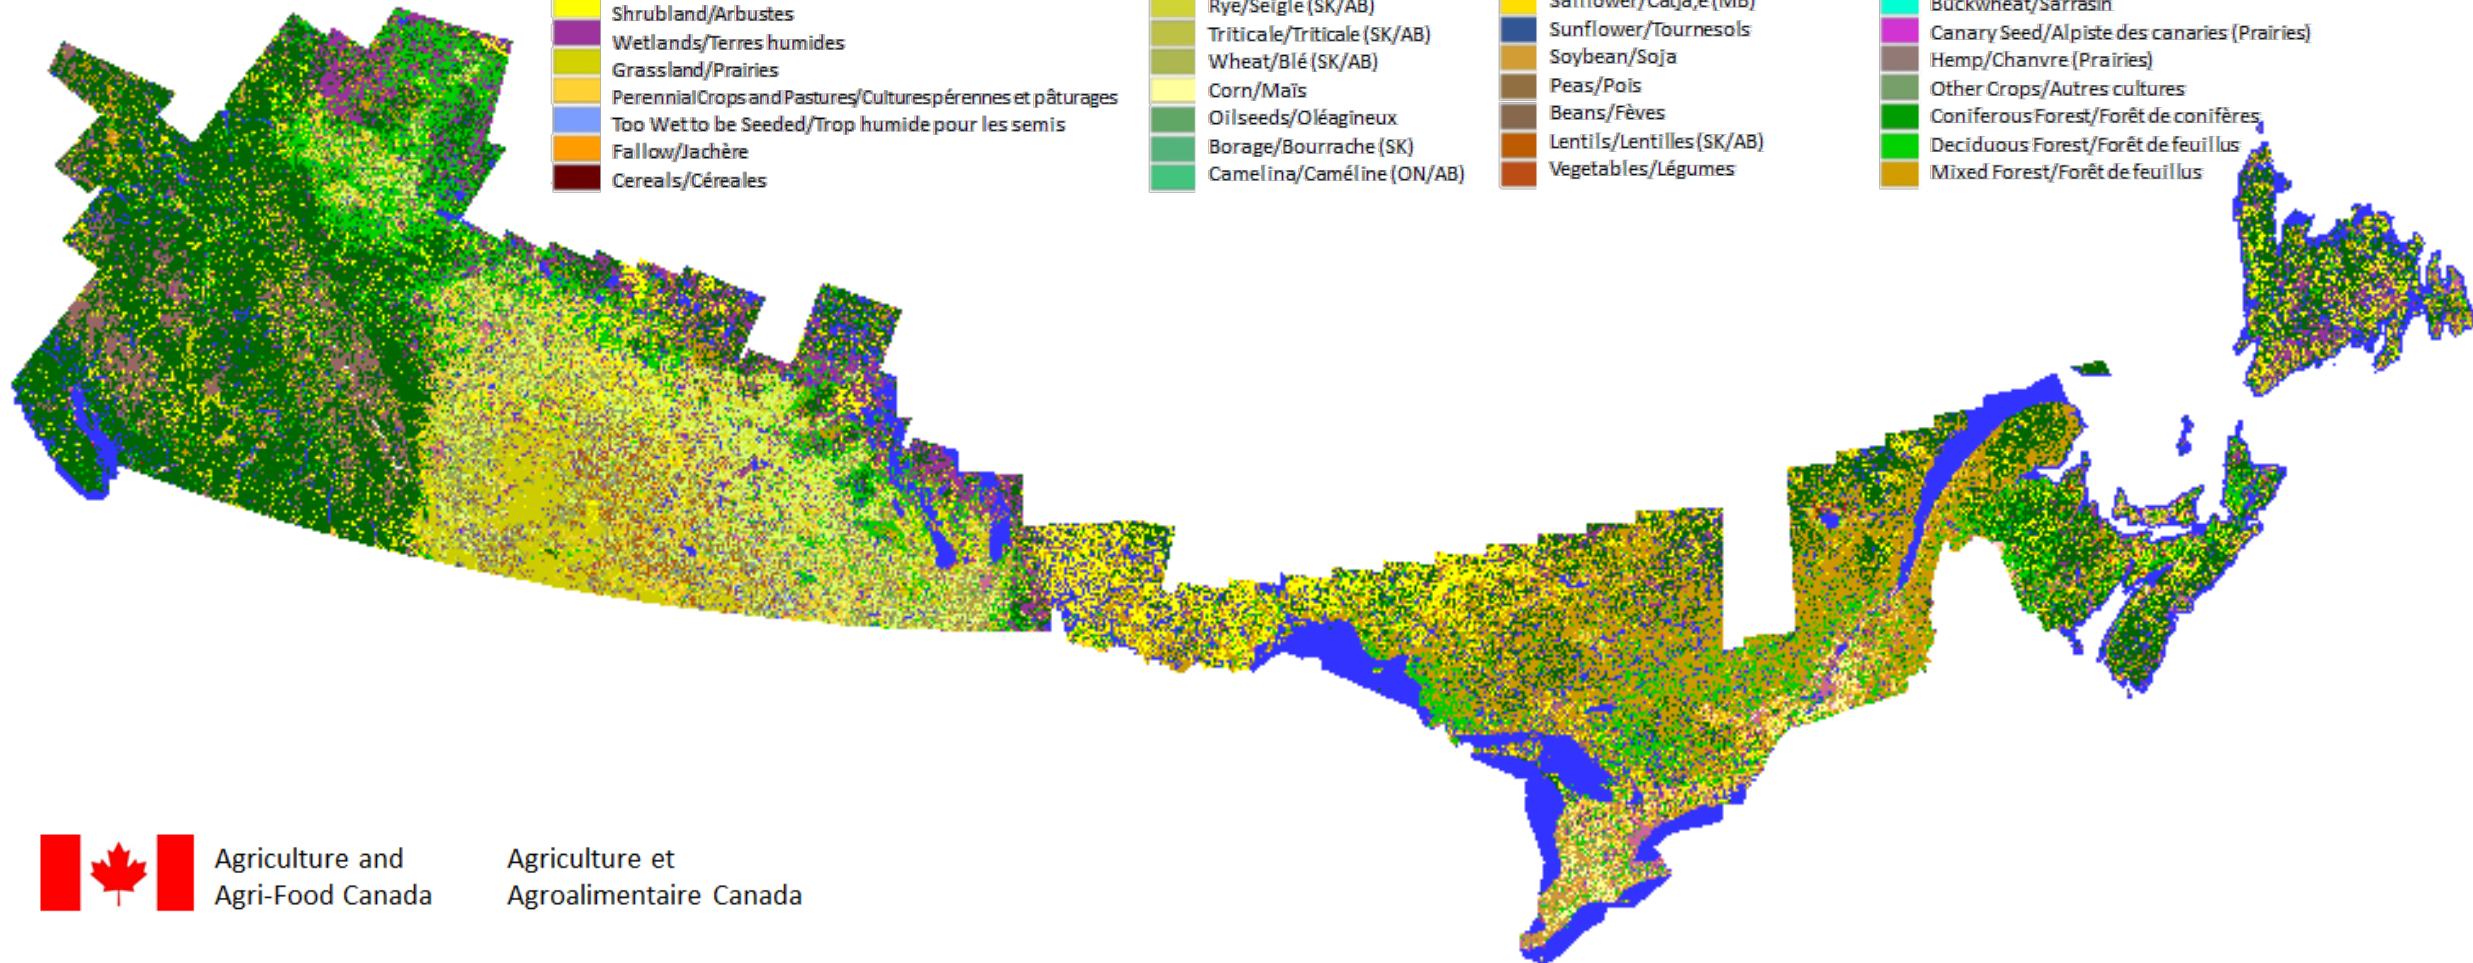 Shrubland/Arbustes
Wetlands/Terres humides
Grassland/Prairies
Perennial Crops and Pastures/Cultures pérennes et pâturages
Too Wet to be Seeded/Trop humide pour les semis
Fallow/Jachère
Cereals/Céreales
Rye/Seigle (SK/AB)
Triticale/Triticale (SK/AB)
Wheat/Blé (SK/AB)
Corn/Maïs
Oilseeds/Oléagineux
Borage/Bourrache (SK)
Camelina/Caméline (ON/AB)
Sunflower/Tournesols
Soybean/Soja
Peas/Pois
Beans/Fèves
Lentils/Lentilles (SK/AB)
Vegetables/Légumes
Buckwheat/Sarrasin
Canary Seed/Alpiste des canaries (Prairies)
Hemp/Chanvre (Prairies)
Other Crops/Autres cultures
Coniferous Forest/Forêt de conifères
Deciduous Forest/Forêt de feuillus
Mixed Forest/Forêt de feuillus
Agriculture and
Agri-Food Canada
Agriculture et
Agroalimentaire Canada